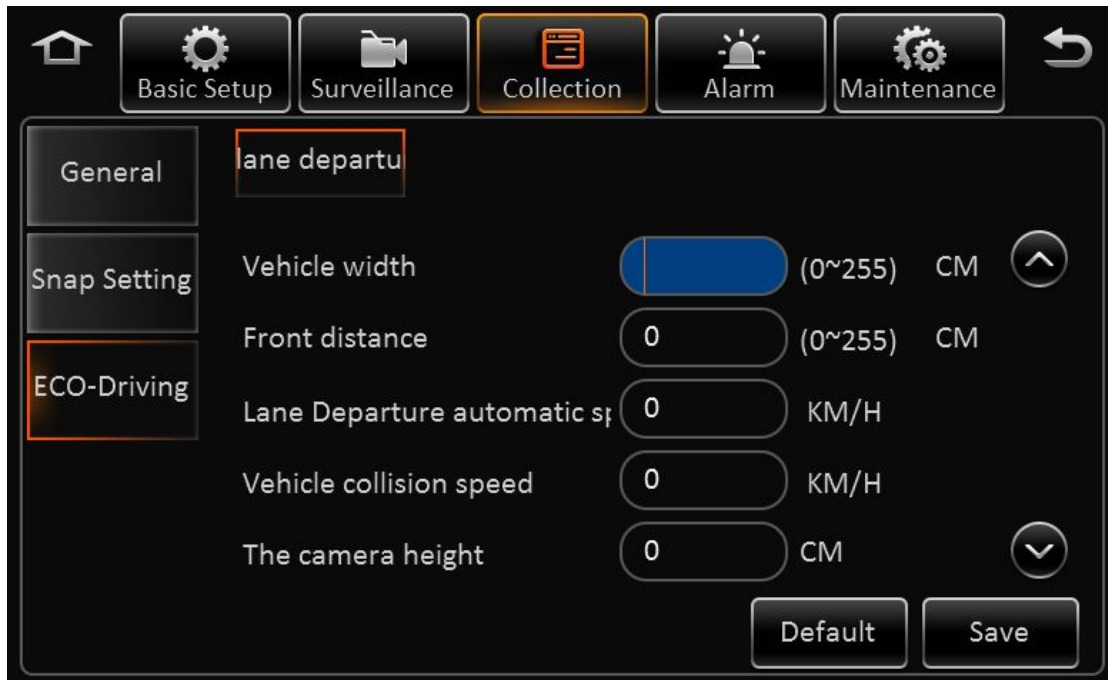 Basic Setup Surveillance Collection Alarm Maintenance
General
lane departu
Snap Setting
ECO-Driving
Vehicle width (0~255) CM
Front distance 0 (0~255) CM
Lane Departure automatic sp 0 KM/H
Vehicle collision speed 0 KM/H
The camera height 0 CM
Default Save